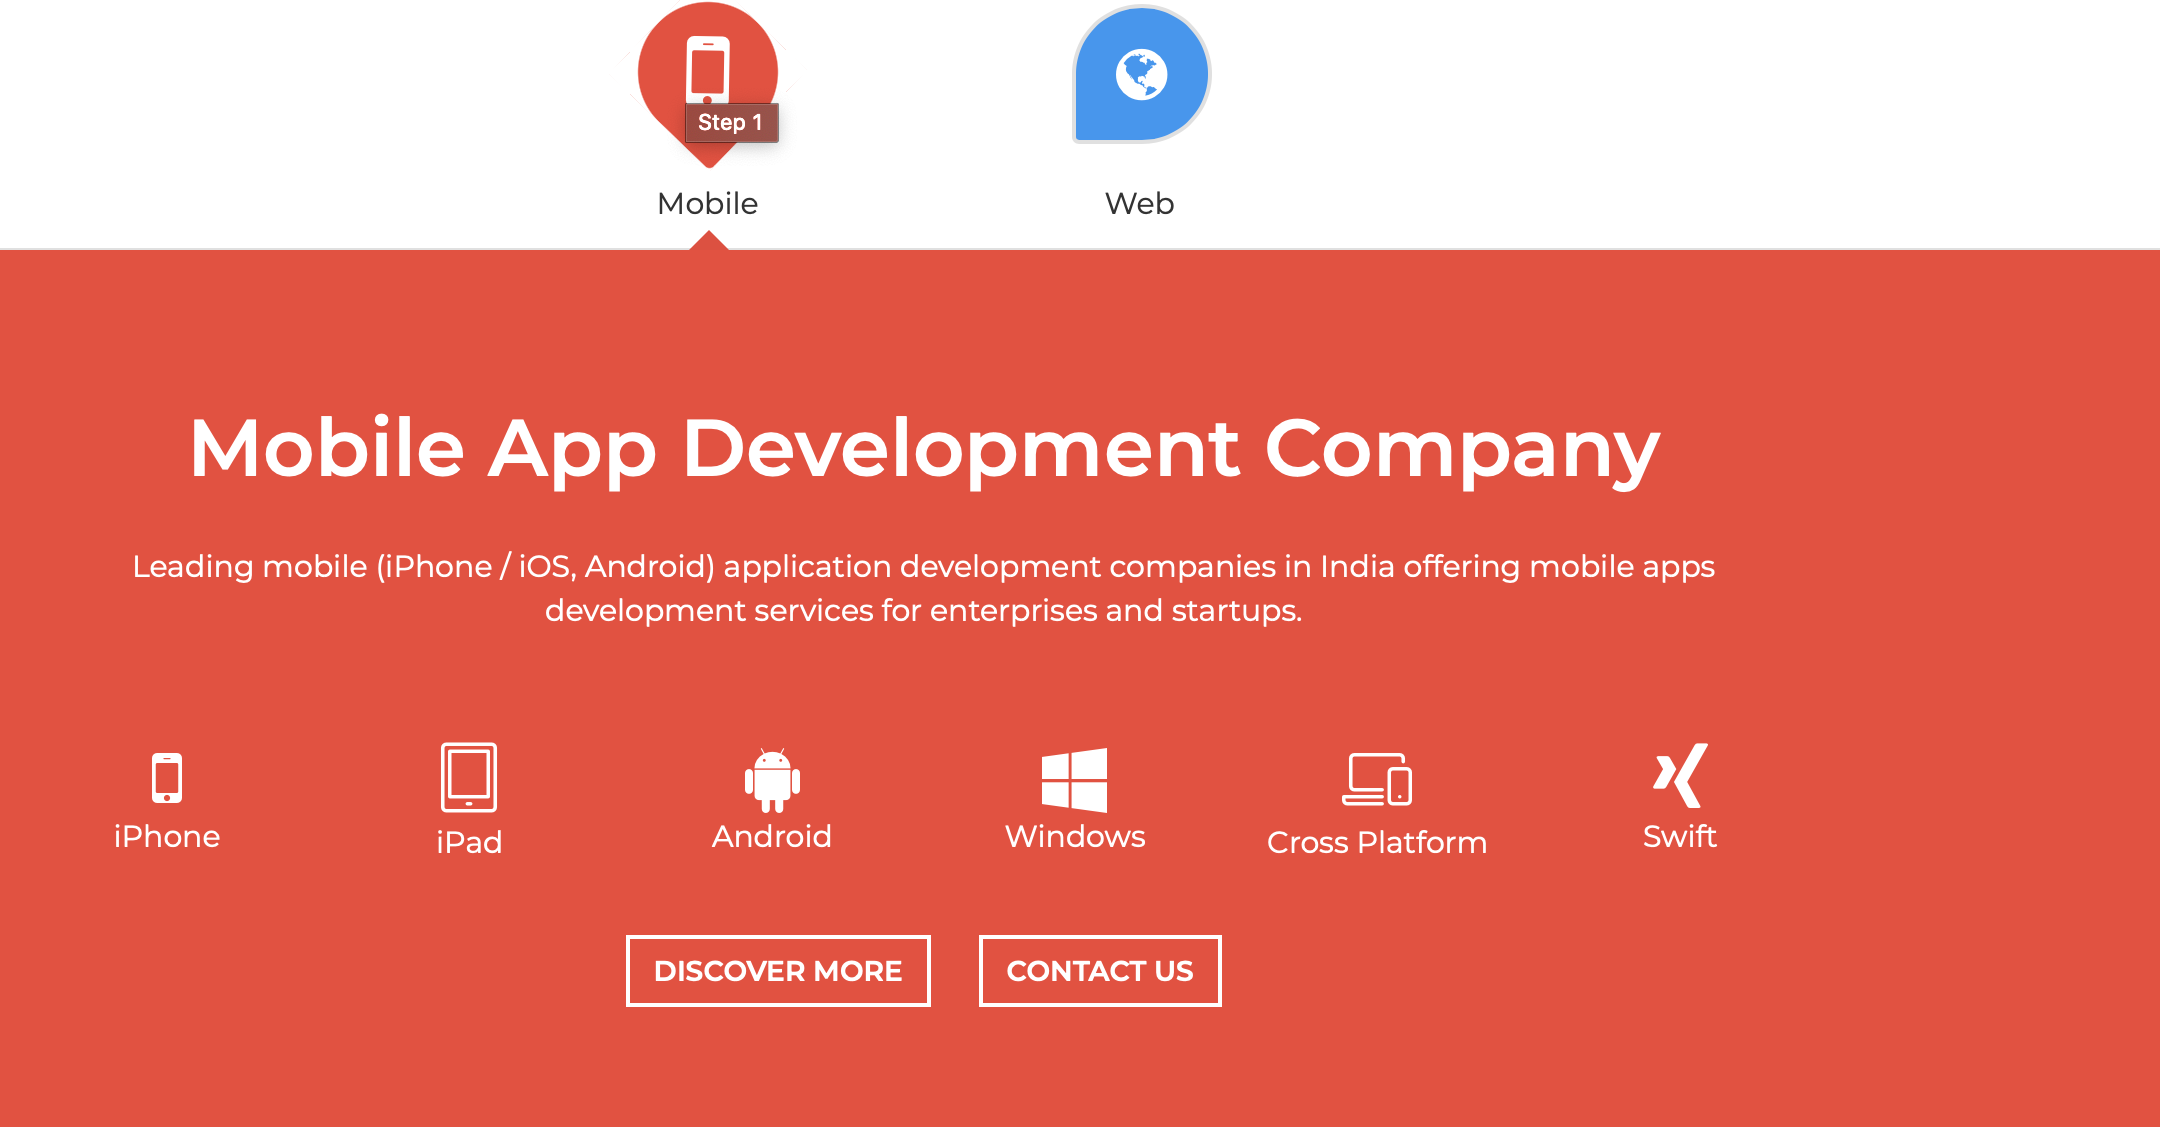 Step 1
Mobile
Web
Mobile App Development Company
Leading mobile (iPhone / iOS, Android) application development companies in India offering mobile apps
development services for enterprises and startups.
iPhone
iPad
Android
Windows
Cross Platform
Swift
DISCOVER MORE
CONTACT US